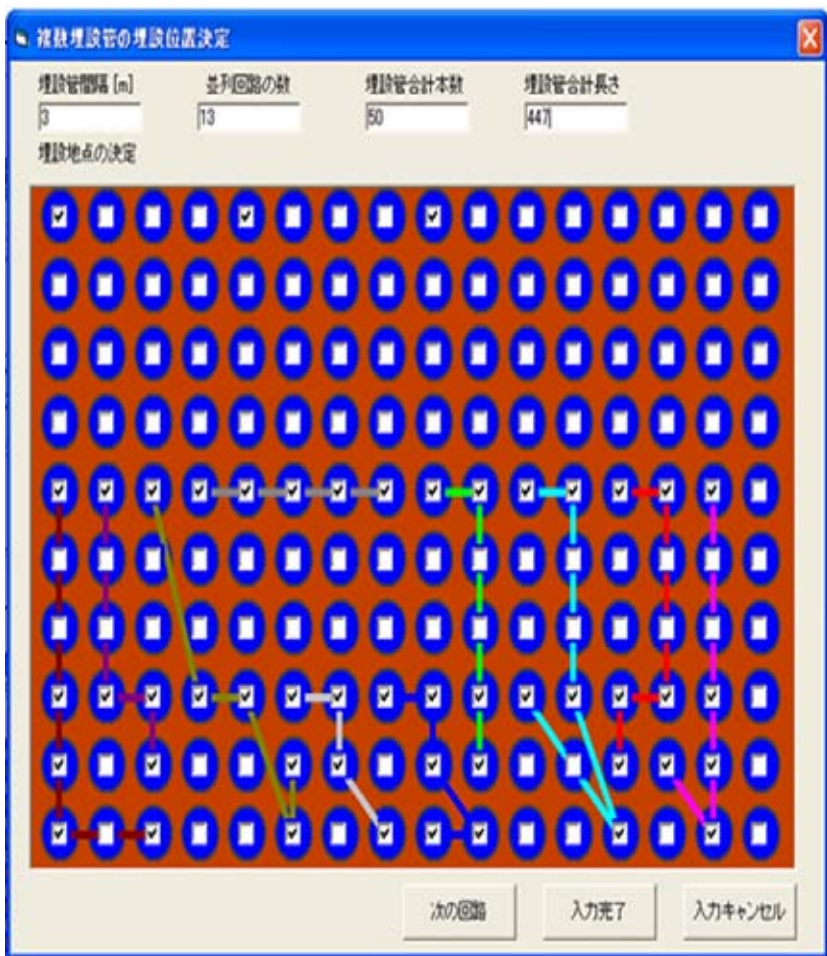 複数埋設管の埋設位置決定
埋設管間隔 [m] 並列回路の数 埋設管合計本数 埋設管合計長さ
3 13 50 447
埋設地点の決定
次の回路 入力完了 入力キャンセル